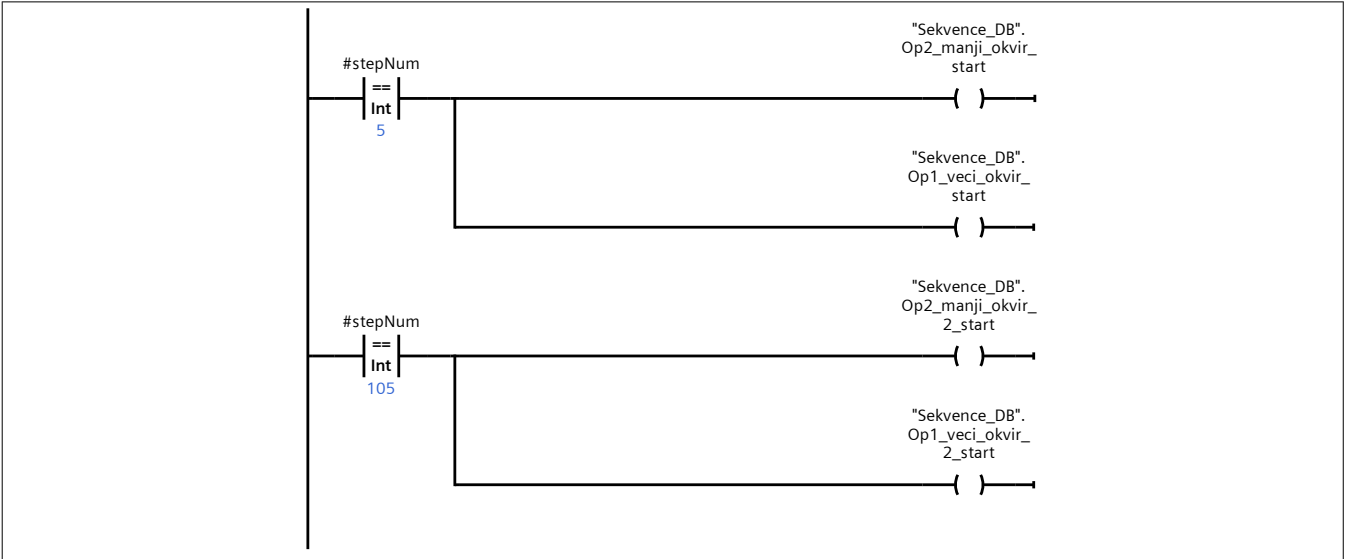 "Sekvence_DB".
Op2_manji_okvir_
start
#stepNum
==
Int
5
"Sekvence_DB".
Op1_veci_okvir_
start
"Sekvence_DB".
Op2_manji_okvir_
2_start
#stepNum
==
Int
105
"Sekvence_DB".
Op1_veci_okvir_
2_start